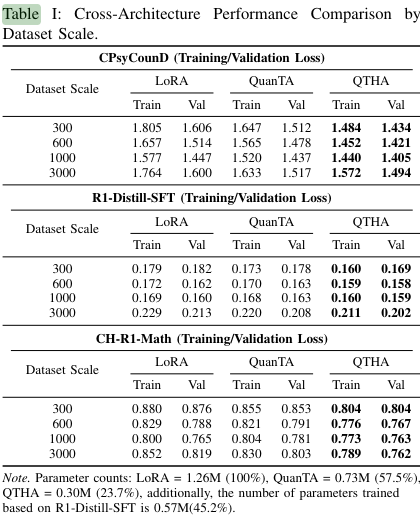 Table I: Cross-Architecture Performance Comparison by
Dataset Scale.
CPsyCounD (Training/Validation Loss)
Dataset Scale LoRA QuanTA QTHA
Train Val Train Val Train Val
300 1.805 1.606 1.647 1.512 1.484 1.434
600 1.657 1.514 1.565 1.478 1.452 1.421
1000 1.577 1.447 1.520 1.437 1.440 1.405
3000 1.764 1.600 1.633 1.517 1.572 1.494
R1-Distill-SFT (Training/Validation Loss)
Dataset Scale LoRA QuanTA QTHA
Train Val Train Val Train Val
300 0.179 0.182 0.173 0.178 0.160 0.169
600 0.172 0.162 0.170 0.163 0.159 0.158
1000 0.169 0.160 0.168 0.163 0.160 0.159
3000 0.229 0.213 0.220 0.208 0.211 0.202
CH-R1-Math (Training/Validation Loss)
Dataset Scale LoRA QuanTA QTHA
Train Val Train Val Train Val
300 0.880 0.876 0.855 0.853 0.804 0.804
600 0.829 0.788 0.821 0.791 0.776 0.767
1000 0.800 0.765 0.804 0.781 0.773 0.763
3000 0.852 0.819 0.830 0.803 0.789 0.762
Note. Parameter counts: LoRA = 1.26M (100%), QuanTA = 0.73M (57.5%),
QTHA = 0.30M (23.7%), additionally, the number of parameters trained
based on R1-Distill-SFT is 0.57M(45.2%).